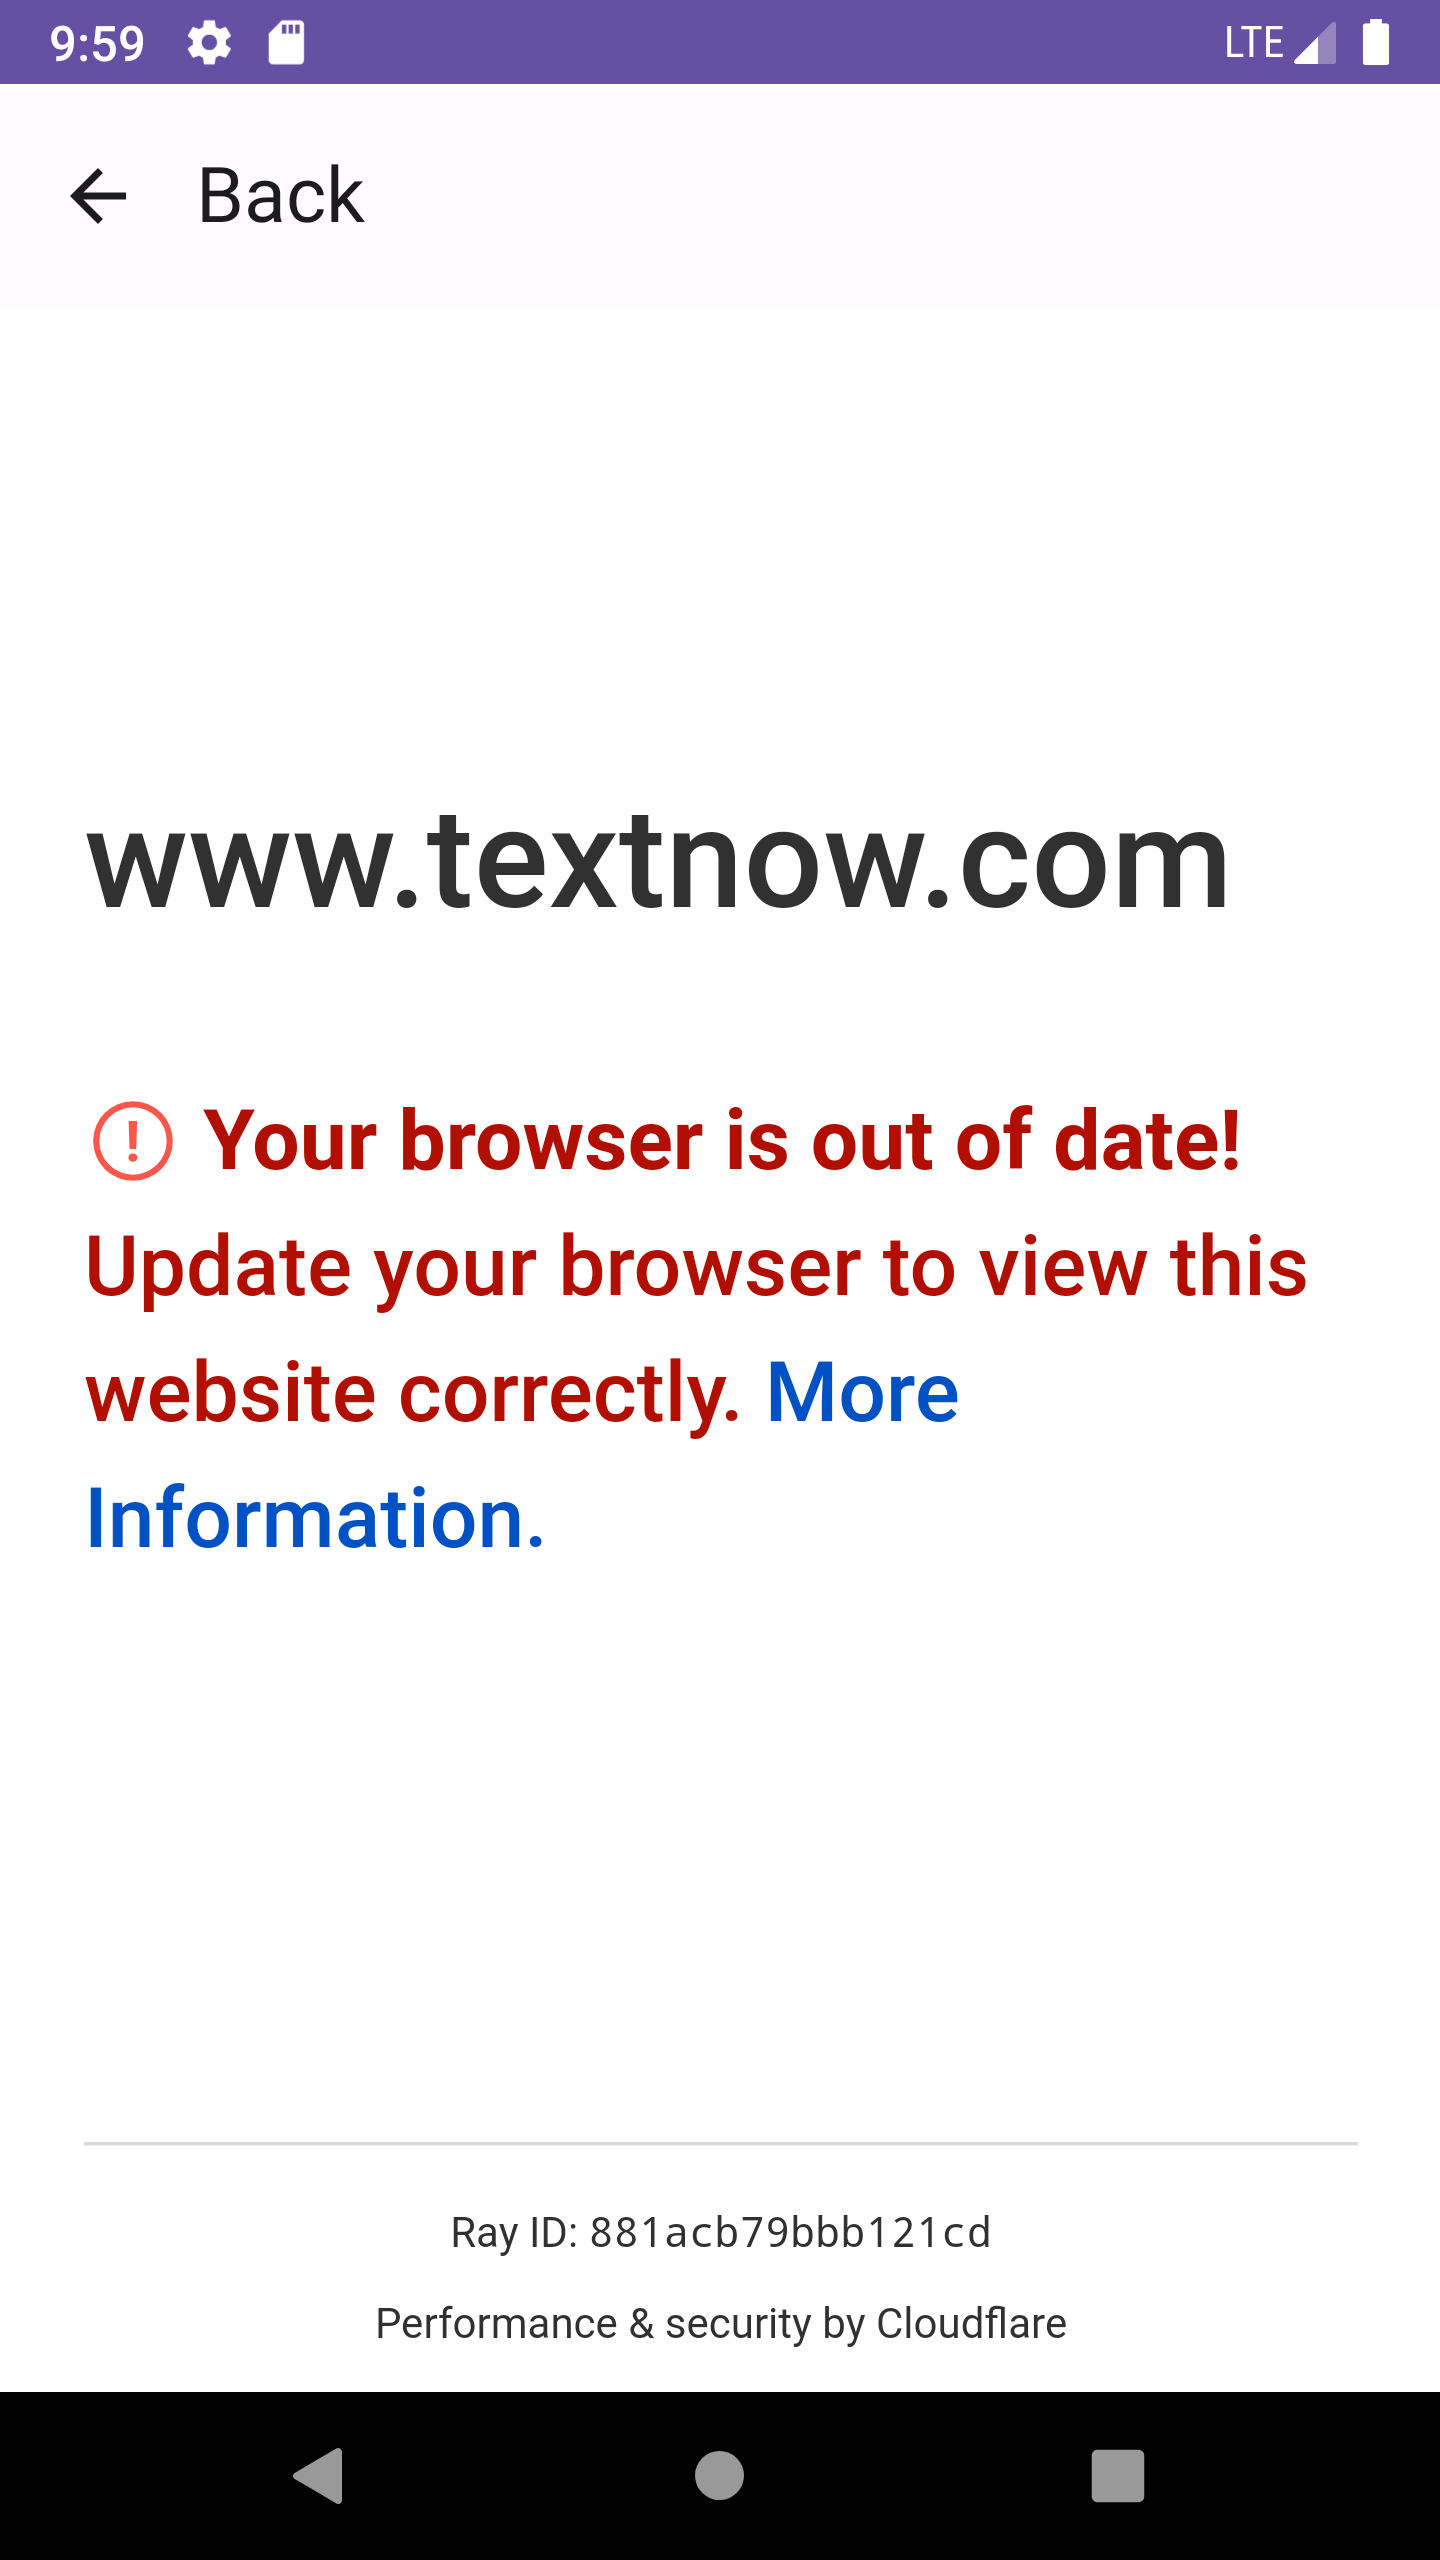 9:59 LTE
Back
www.textnow.com
Your browser is out of date!
Update your browser to view this
website correctly. More
Information.
Ray ID: 881acb79bbb121cd
Performance & security by Cloudflare